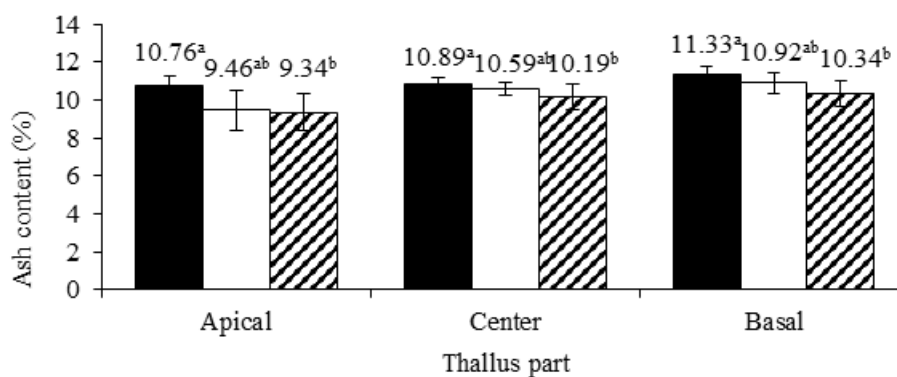 14
12
10
8
6
4
2
0
Ash content (%)
10.76ᵃ 9.46ᵃᵇ 9.34ᵇ
10.89ᵃ 10.59ᵃᵇ 10.19ᵇ
11.33ᵃ 10.92ᵃᵇ 10.34ᵇ
Apical Center Basal
Thallus part